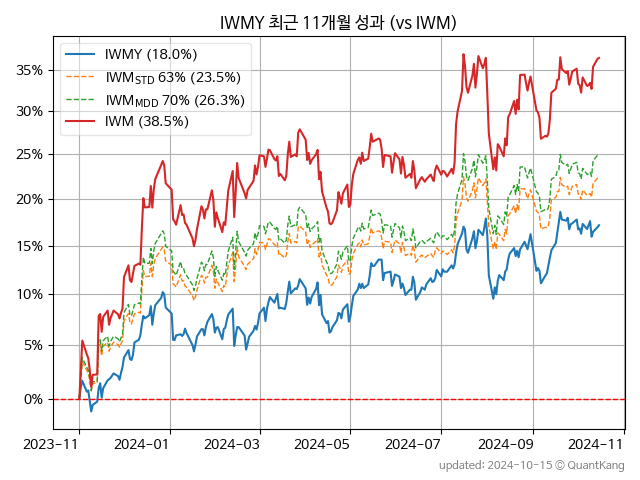 IWMY 최근 11개월 성과 (vs IWM)
IWMY (18.0%)
IWM_STD 63% (23.5%)
IWM_MDD 70% (26.3%)
IWM (38.5%)
35%
30%
25%
20%
15%
10%
5%
0%
2023-11 2024-01 2024-03 2024-05 2024-07 2024-09 2024-11
updated: 2024-10-15 ⓒ QuantKang